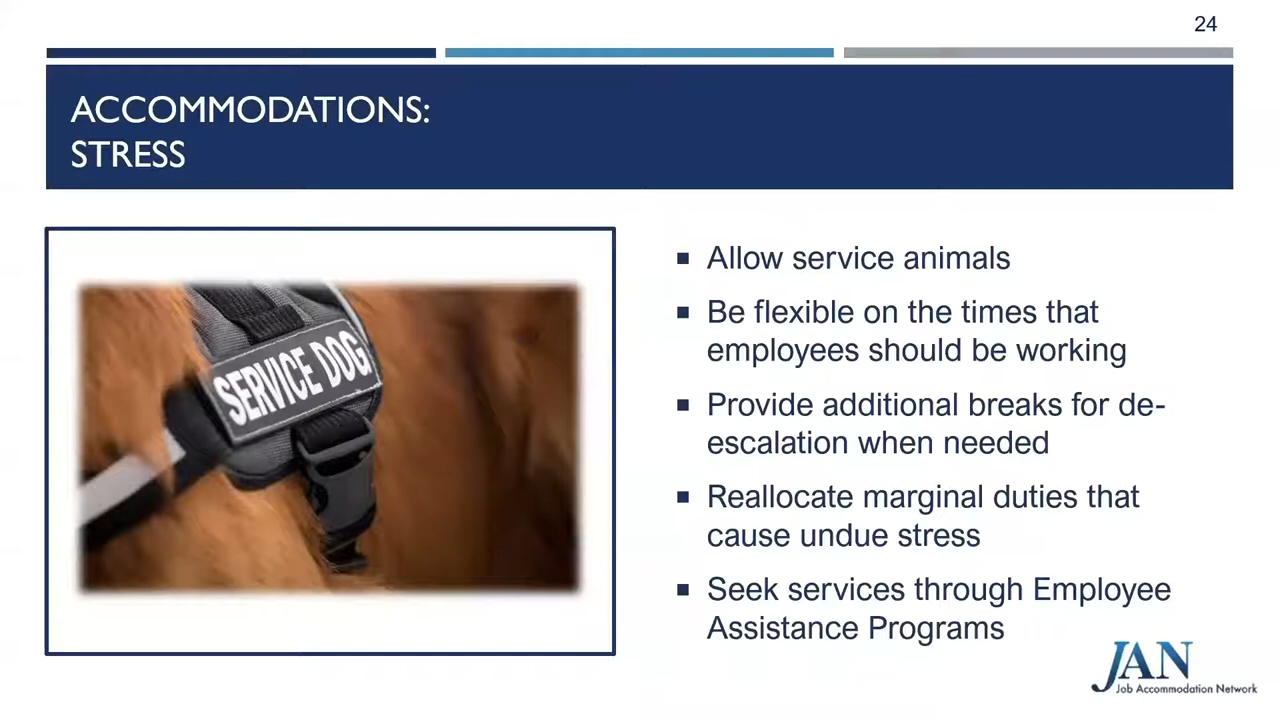 24
ACCOMMODATIONS:
STRESS
SERVICE DOG
▪ Allow service animals
▪ Be flexible on the times that
employees should be working
▪ Provide additional breaks for de-
escalation when needed
▪ Reallocate marginal duties that
cause undue stress
▪ Seek services through Employee
Assistance Programs
JAN
Job Accommodation Network